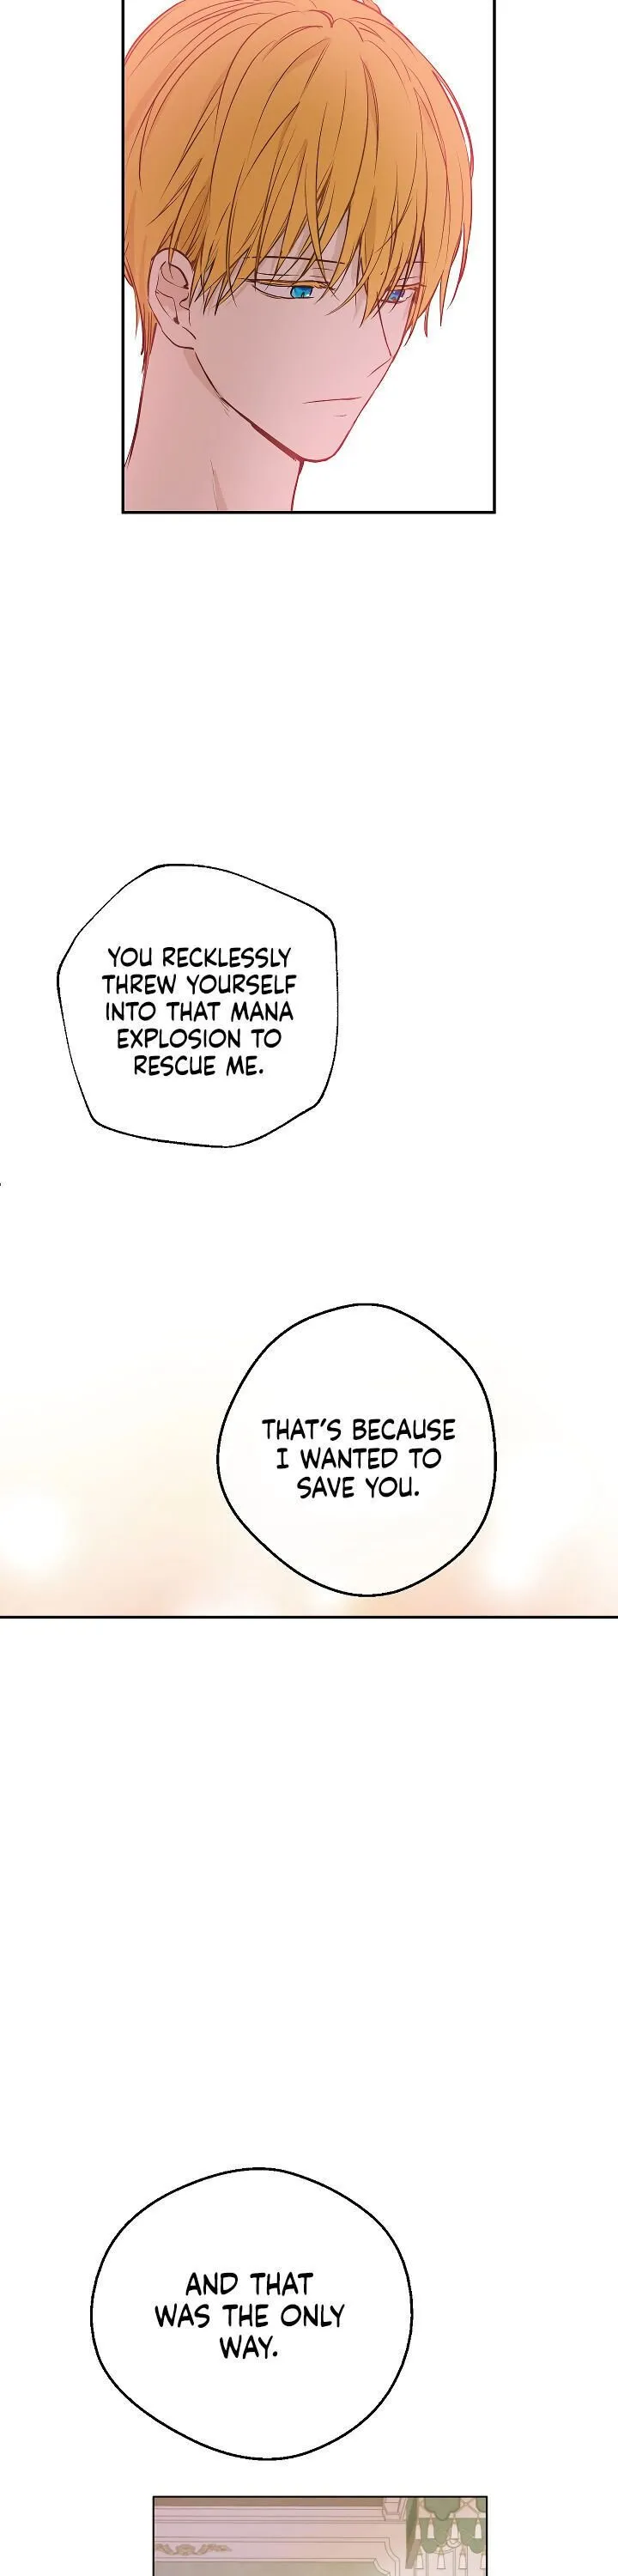 YOU RECKLESSLY
THREW YOURSELF
INTO THAT MANA
EXPLOSION TO
RESCUE ME.
THAT'S BECAUSE
I WANTED TO
SAVE YOU.
AND THAT
WAS THE ONLY
WAY.